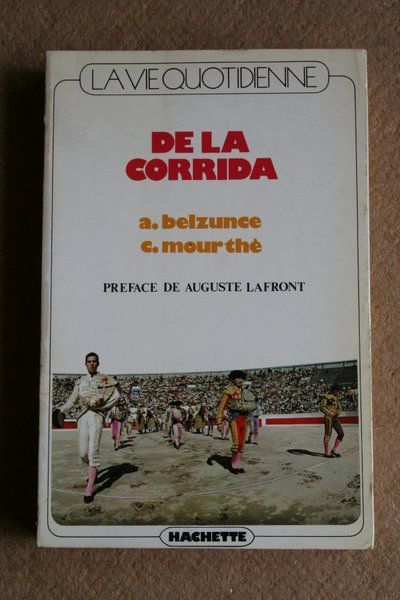 LA VIE QUOTIDIENNE
DE LA
CORRIDA
a. belzunce
c. mourthè
PREFACE DE AUGUSTE LAFRONT
HACHETTE